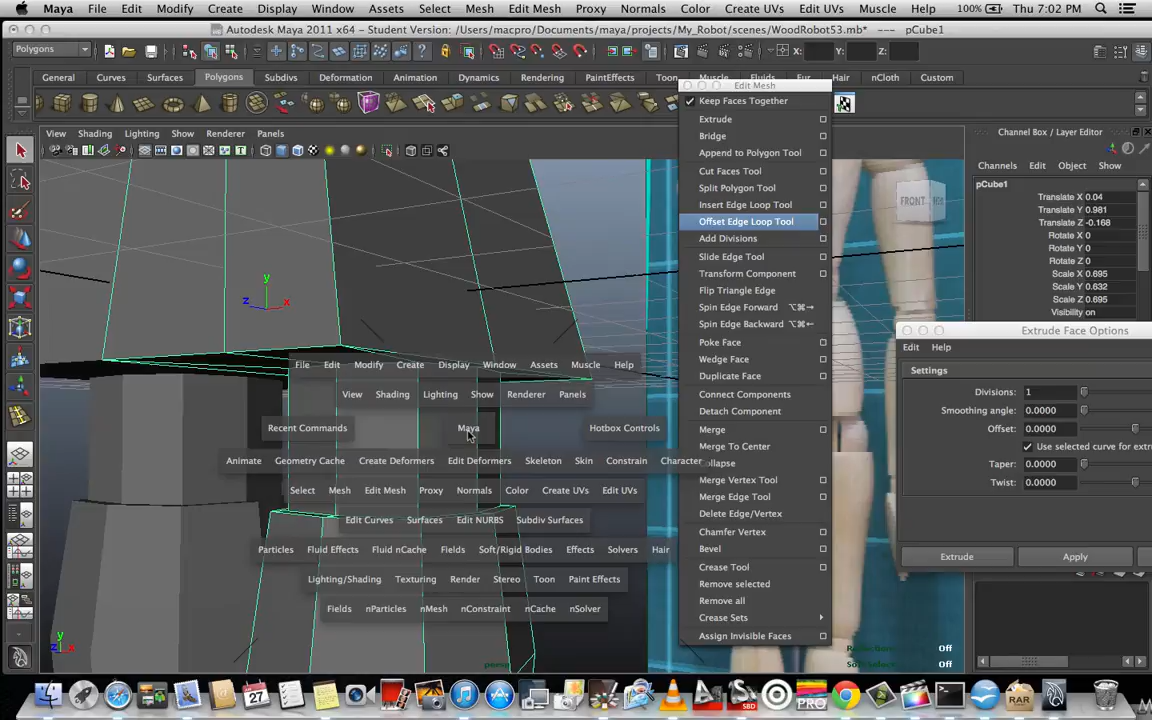 Maya File Edit Modify Create Display Window Assets Select Mesh Edit Mesh Proxy Normals Color Create UVs Edit UVs Muscle Help 100% Thu 7:02 PM
Autodesk Maya 2011 x64 - Student Version: /Users/macpro/Documents/maya/projects/My_Robot/scenes/WoodRobot53.mb* --- pCube1
Polygons
X: Y: Z:
General Curves Surfaces Polygons Subdivs Deformation Animation Dynamics Rendering PaintEffects Toon Muscle Fluids Fur Hair nCloth Custom
View Shading Lighting Show Renderer Panels
Edit Mesh
Keep Faces Together
Extrude
Bridge
Append to Polygon Tool
Cut Faces Tool
Split Polygon Tool
Insert Edge Loop Tool
Offset Edge Loop Tool
Add Divisions
Slide Edge Tool
Transform Component
Flip Triangle Edge
Spin Edge Forward ⌥⌘→
Spin Edge Backward ⌥⌘←
Poke Face
Wedge Face
Duplicate Face
Connect Components
Detach Component
Merge
Merge To Center
Collapse
Merge Vertex Tool
Merge Edge Tool
Delete Edge/Vertex
Chamfer Vertex
Bevel
Crease Tool
Remove selected
Remove all
Crease Sets
Assign Invisible Faces
Channel Box / Layer Editor
Channels Edit Object Show
pCube1
Translate X 0.04
Translate Y 0.981
Translate Z -0.168
Rotate X 0
Rotate Y 0
Rotate Z 0
Scale X 0.695
Scale Y 0.632
Scale Z 0.695
Visibility on
FRONT
Extrude Face Options
Edit Help
Settings
Divisions: 1
Smoothing angle: 0.0000
Offset: 0.0000
Use selected curve for extru
Taper: 0.0000
Twist: 0.0000
Extrude Apply
y
z x
File Edit Modify Create Display Window Assets Muscle Help
View Shading Lighting Show Renderer Panels
Recent Commands Maya Hotbox Controls
Animate Geometry Cache Create Deformers Edit Deformers Skeleton Skin Constrain Character
Select Mesh Edit Mesh Proxy Normals Color Create UVs Edit UVs
Edit Curves Surfaces Edit NURBS Subdiv Surfaces
Particles Fluid Effects Fluid nCache Fields Soft/Rigid Bodies Effects Solvers Hair
Lighting/Shading Texturing Render Stereo Toon Paint Effects
Fields nParticles nMesh nConstraint nCache nSolver
y
z x
persp
Off
Off
27
SBD
PRO
RAR